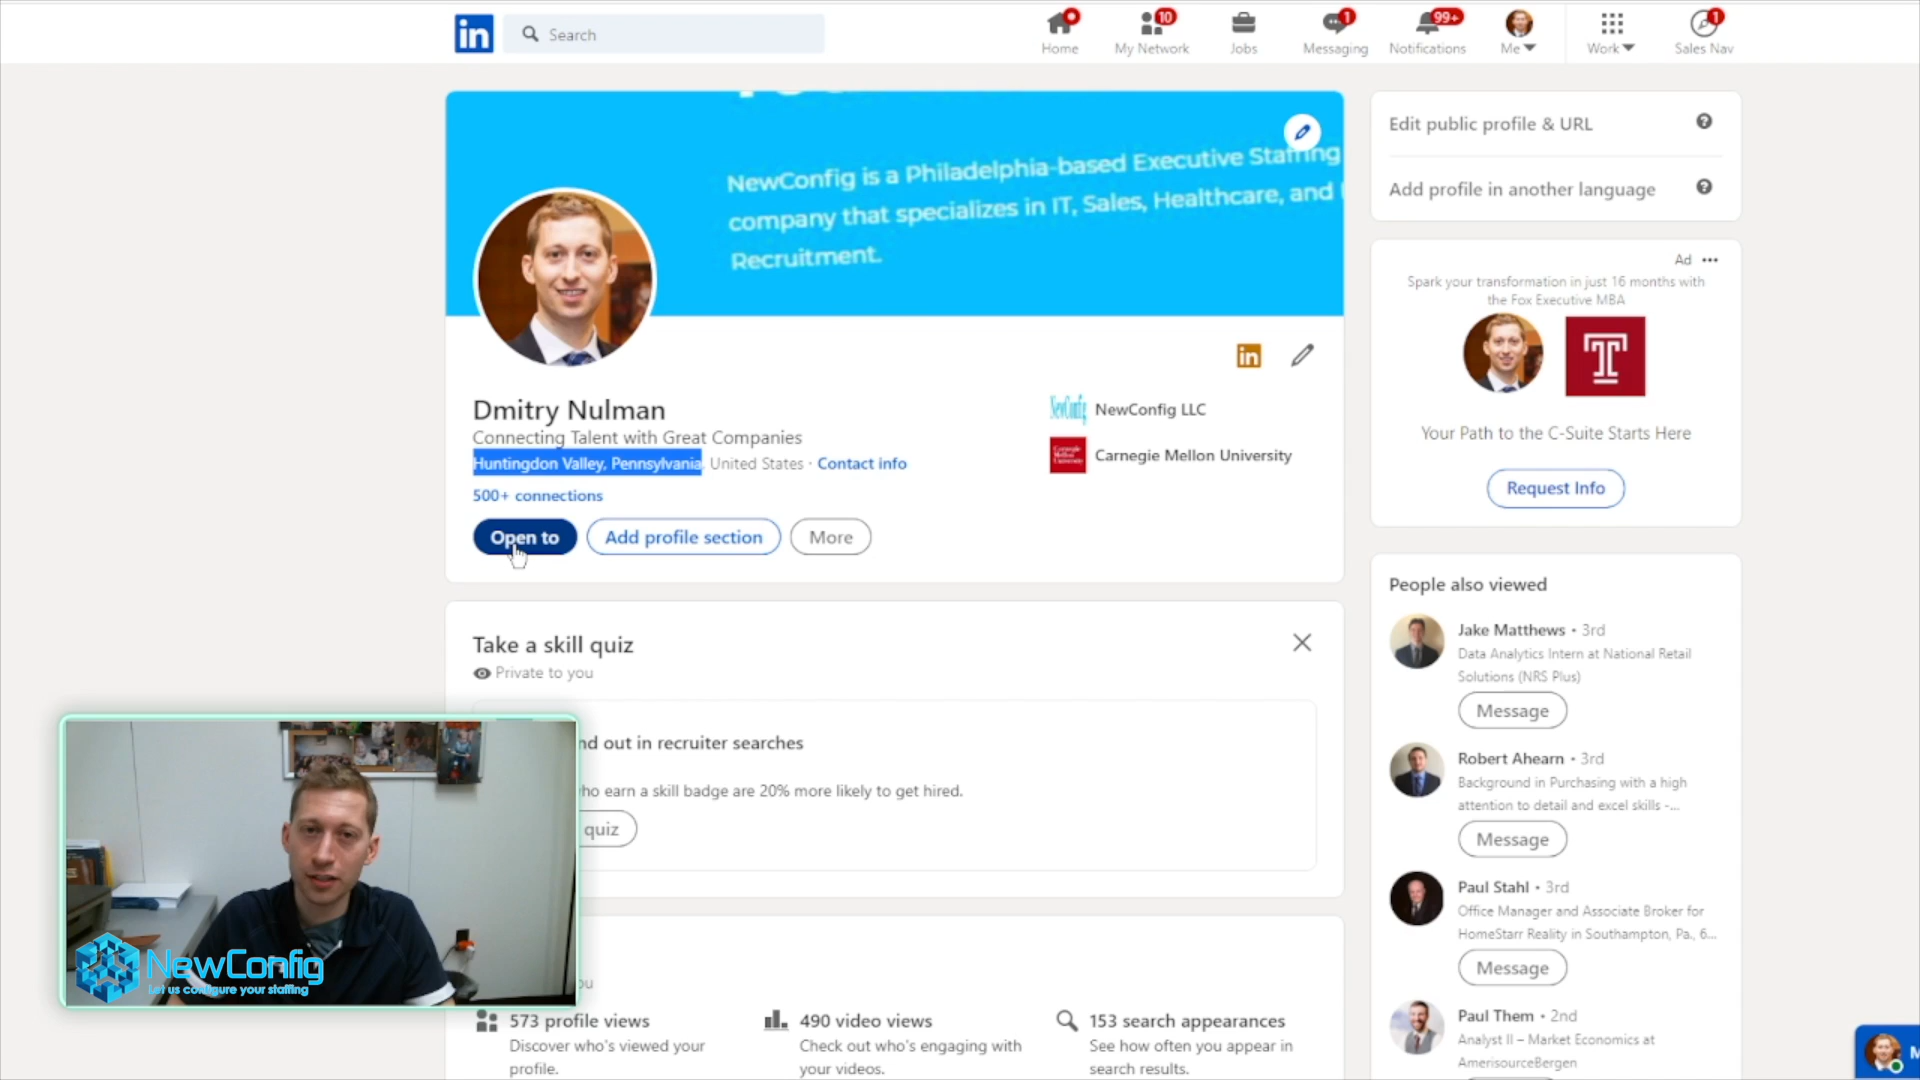 in
Search
Home
10
My Network
Jobs
1
Messaging
99+
Notifications
Me
Work
1
Sales Nav
NewConfig is a Philadelphia-based Executive Staffing
company that specializes in IT, Sales, Healthcare, and
Recruitment.
in
Dmitry Nulman
Connecting Talent with Great Companies
Huntingdon Valley, Pennsylvania, United States · Contact info
500+ connections
Open to
Add profile section
More
NewConfig
NewConfig LLC
Carnegie
Mellon
University
Carnegie Mellon University
Take a skill quiz
Private to you
nd out in recruiter searches
ho earn a skill badge are 20% more likely to get hired.
quiz
ou
573 profile views
Discover who's viewed your
profile.
490 video views
Check out who's engaging with
your videos.
153 search appearances
See how often you appear in
search results.
NewConfig
Let us configure your staffing
Edit public profile & URL
Add profile in another language
Ad
Spark your transformation in just 16 months with
the Fox Executive MBA
T
Your Path to the C-Suite Starts Here
Request Info
People also viewed
Jake Matthews • 3rd
Data Analytics Intern at National Retail
Solutions (NRS Plus)
Message
Robert Ahearn • 3rd
Background in Purchasing with a high
attention to detail and excel skills -...
Message
Paul Stahl • 3rd
Office Manager and Associate Broker for
HomeStarr Reality in Southampton, Pa., 6...
Message
Paul Them • 2nd
Analyst II – Market Economics at
AmerisourceBergen
M